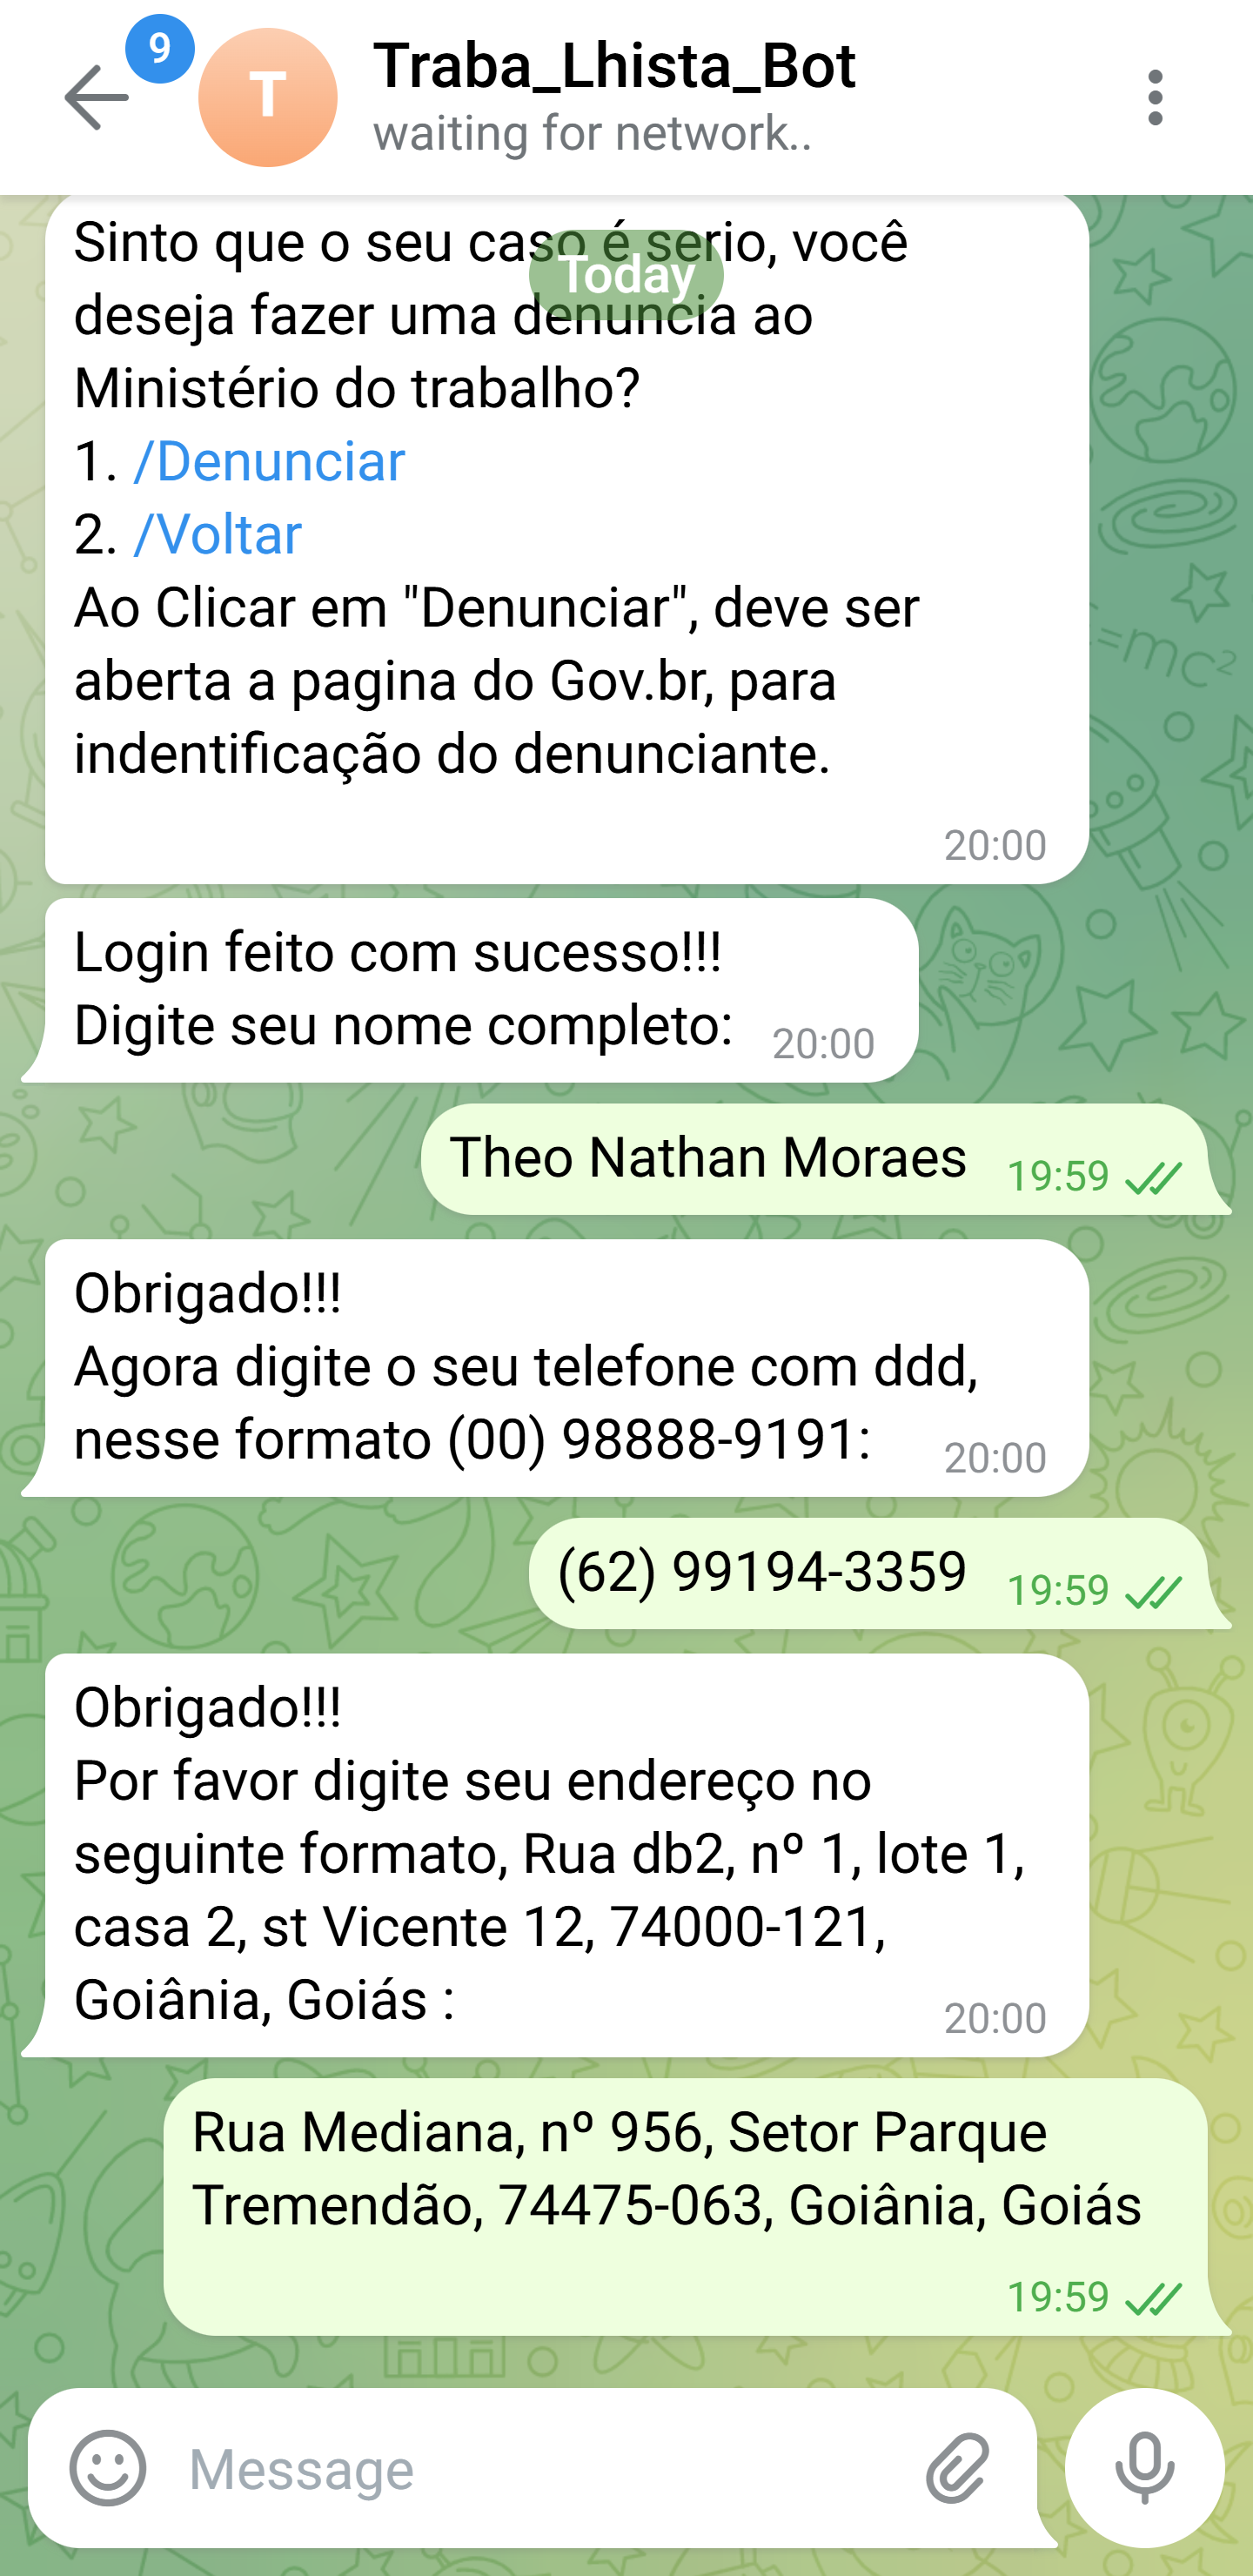 9
T
Traba_Lhista_Bot
waiting for network..
Sinto que o seu caso é serio, você
Today
deseja fazer uma denuncia ao
Ministério do trabalho?
1. /Denunciar
2. /Voltar
Ao Clicar em "Denunciar", deve ser
aberta a pagina do Gov.br, para
indentificação do denunciante.
20:00
Login feito com sucesso!!!
Digite seu nome completo: 20:00
Theo Nathan Moraes 19:59
Obrigado!!!
Agora digite o seu telefone com ddd,
nesse formato (00) 98888-9191: 20:00
(62) 99194-3359 19:59
Obrigado!!!
Por favor digite seu endereço no
seguinte formato, Rua db2, nº 1, lote 1,
casa 2, st Vicente 12, 74000-121,
Goiânia, Goiás : 20:00
Rua Mediana, nº 956, Setor Parque
Tremendão, 74475-063, Goiânia, Goiás
19:59
Message
=mc²